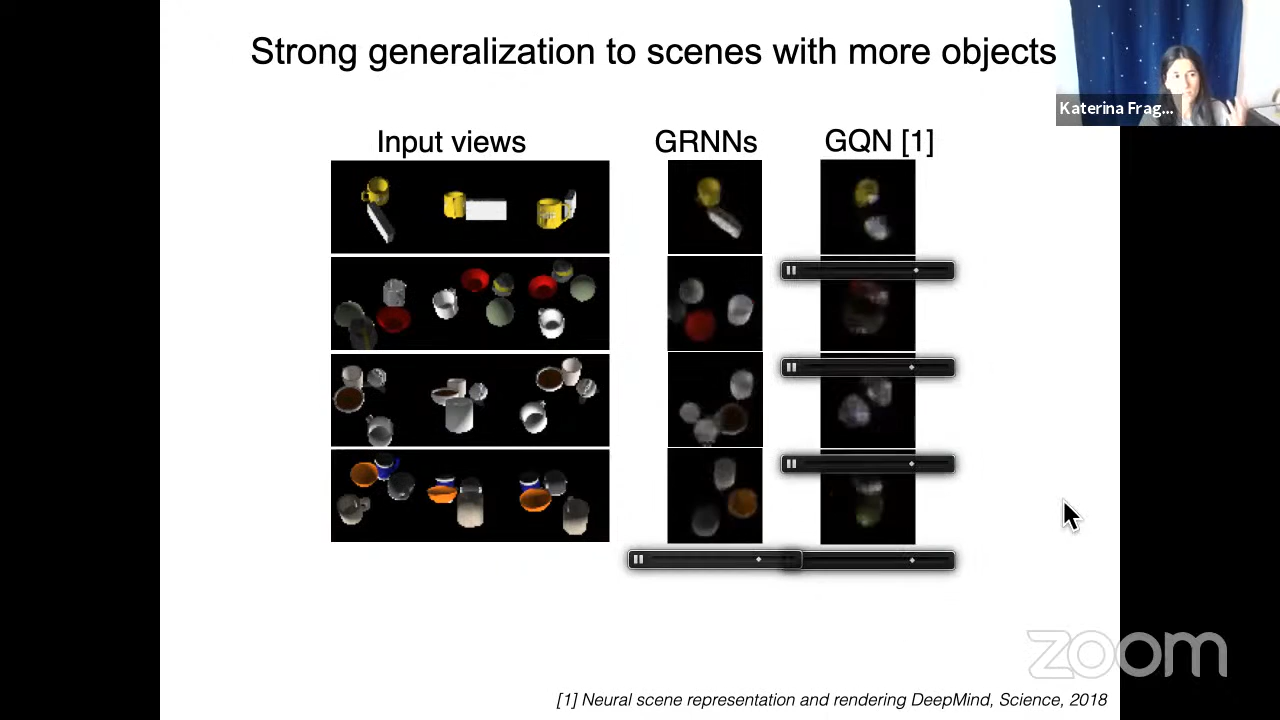 Strong generalization to scenes with more objects
Katerina Frag...
Input views
GRNNs
GQN [1]
zoom
[1] Neural scene representation and rendering DeepMind, Science, 2018